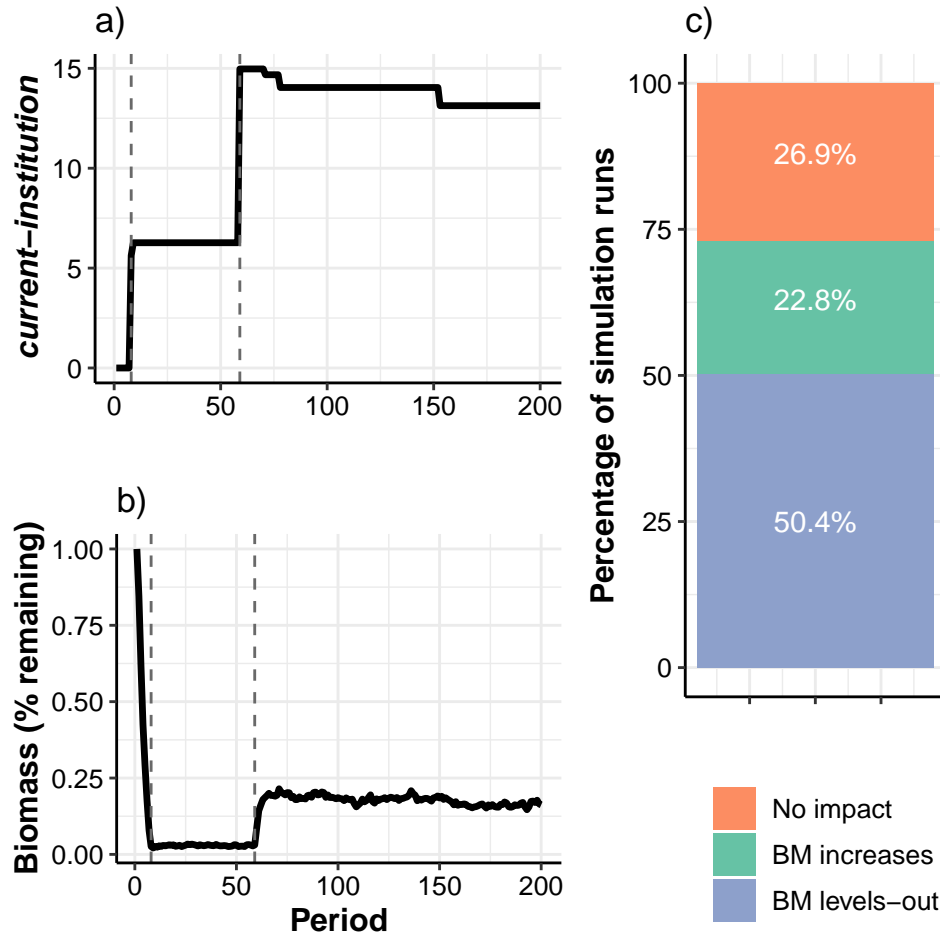 a)
current−institution
15
10
5
0
0 50 100 150 200
b)
Biomass (% remaining)
1.00
0.75
0.50
0.25
0.00
0 50 100 150 200
Period
c)
Percentage of simulation runs
100
75
50
25
0
26.9%
22.8%
50.4%
No impact
BM increases
BM levels−out